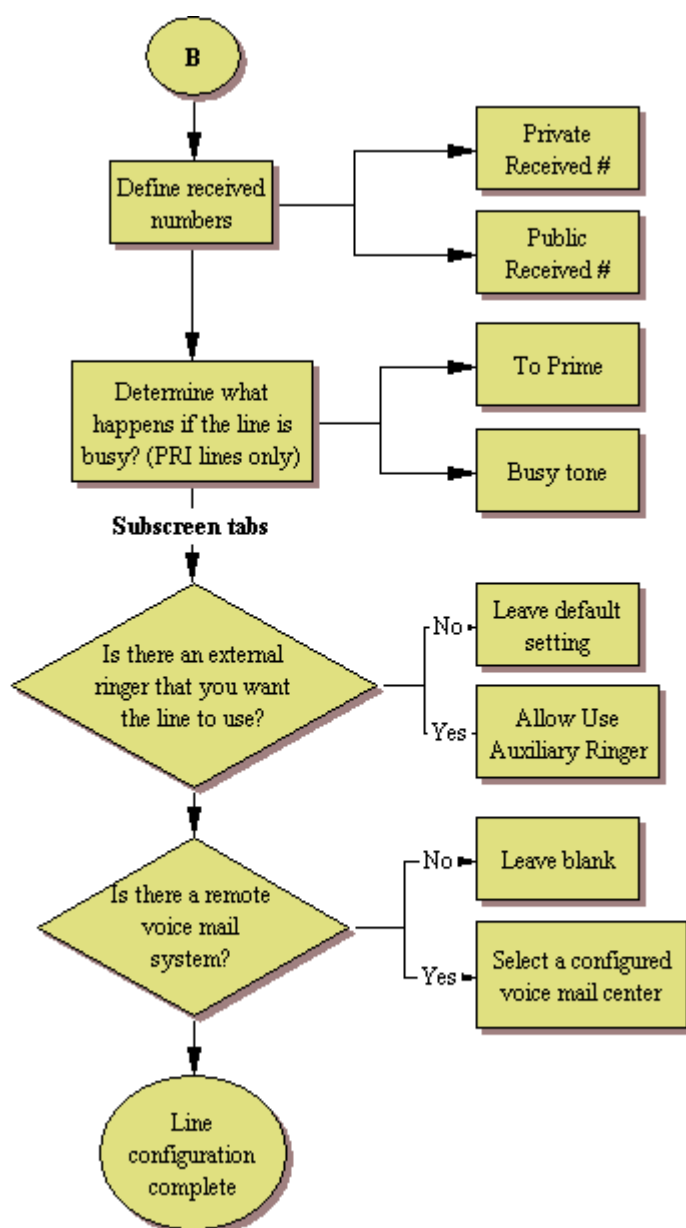 B
Define received
numbers
Private
Received #
Public
Received #
Determine what
happens if the line is
busy? (PRI lines only)
To Prime
Busy tone
Subscreen tabs
Is there an external
ringer that you want
the line to use?
No
Leave default
setting
Yes
Allow Use
Auxiliary Ringer
Is there a remote
voice mail
system?
No
Leave blank
Yes
Select a configured
voice mail center
Line
configuration
complete